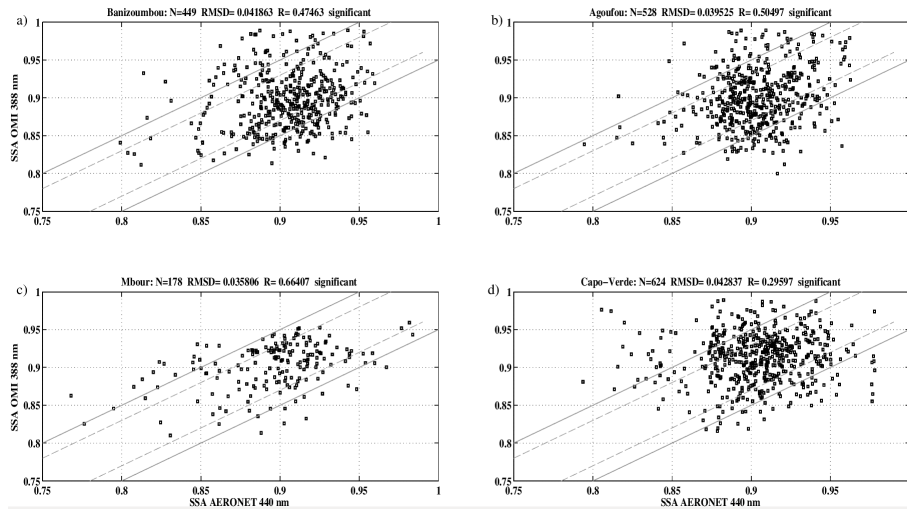 a)
Banizoumbou: N=449 RMSD= 0.041863 R= 0.47463 significant
1
0.95
0.9
0.85
0.8
0.75
SSA OMI 388 nm
0.75 0.8 0.85 0.9 0.95 1
b)
Agoufou: N=528 RMSD= 0.039525 R= 0.50497 significant
1
0.95
0.9
0.85
0.8
0.75
0.75 0.8 0.85 0.9 0.95
c)
Mbour: N=178 RMSD= 0.035806 R= 0.66407 significant
1
0.95
0.9
0.85
0.8
0.75
SSA OMI 388 nm
0.75 0.8 0.85 0.9 0.95 1
SSA AERONET 440 nm
d)
Capo-Verde: N=624 RMSD= 0.042837 R= 0.29597 significant
1
0.95
0.9
0.85
0.8
0.75
0.75 0.8 0.85 0.9 0.95
SSA AERONET 440 nm